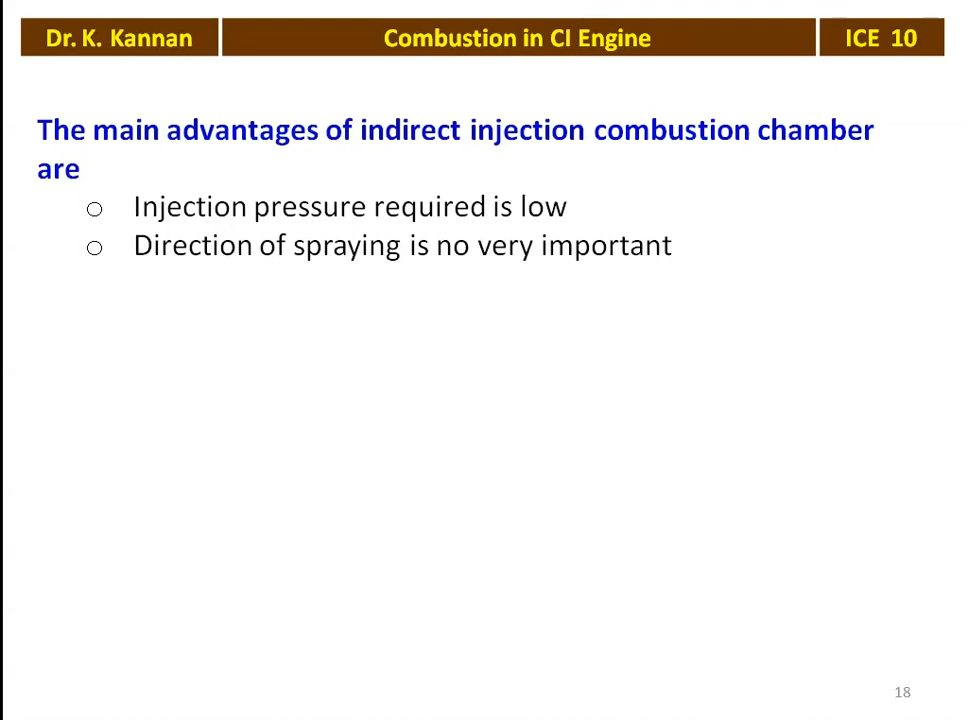 Dr. K. Kannan
Combustion in CI Engine
ICE 10
The main advantages of indirect injection combustion chamber
are
o Injection pressure required is low
o Direction of spraying is no very important
18